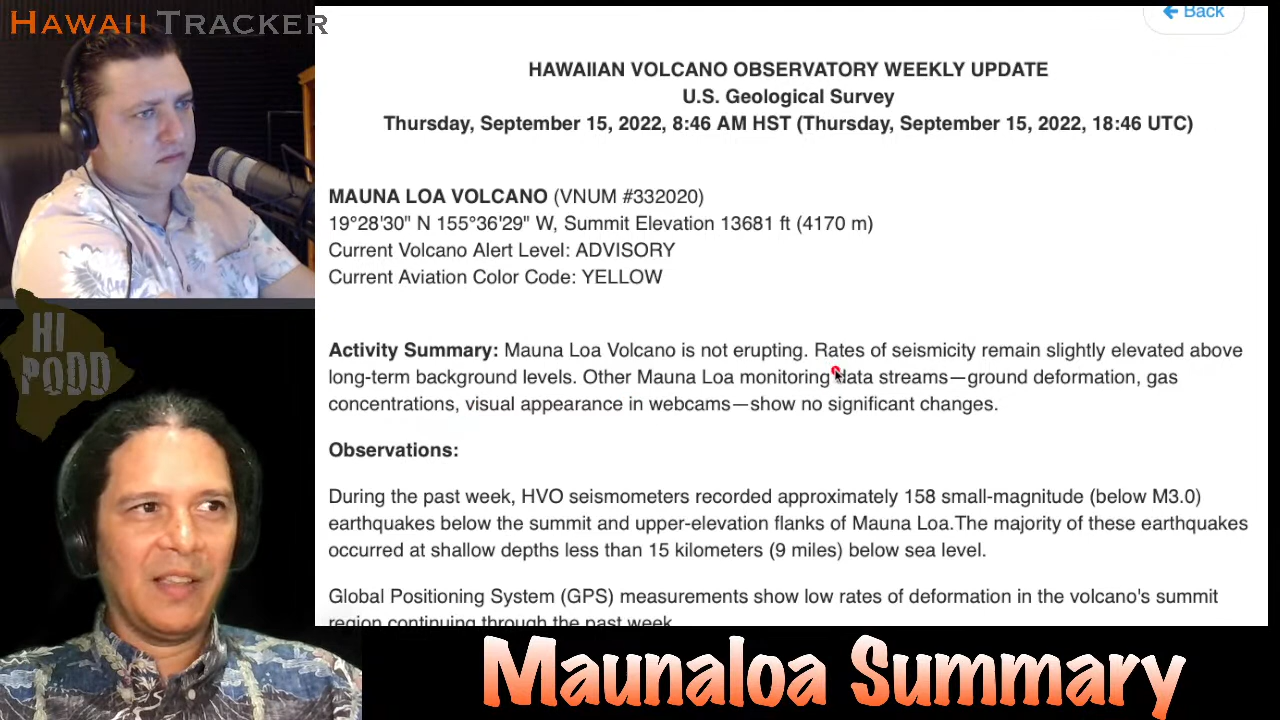 HAWAII TRACKER
← Back
HAWAIIAN VOLCANO OBSERVATORY WEEKLY UPDATE
U.S. Geological Survey
Thursday, September 15, 2022, 8:46 AM HST (Thursday, September 15, 2022, 18:46 UTC)
MAUNA LOA VOLCANO (VNUM #332020)
19°28'30" N 155°36'29" W, Summit Elevation 13681 ft (4170 m)
Current Volcano Alert Level: ADVISORY
Current Aviation Color Code: YELLOW
HI
PODD
Activity Summary: Mauna Loa Volcano is not erupting. Rates of seismicity remain slightly elevated above
long-term background levels. Other Mauna Loa monitoring data streams—ground deformation, gas
concentrations, visual appearance in webcams—show no significant changes.
Observations:
During the past week, HVO seismometers recorded approximately 158 small-magnitude (below M3.0)
earthquakes below the summit and upper-elevation flanks of Mauna Loa.The majority of these earthquakes
occurred at shallow depths less than 15 kilometers (9 miles) below sea level.
Global Positioning System (GPS) measurements show low rates of deformation in the volcano's summit
region continuing through the past week.
Maunaloa Summary